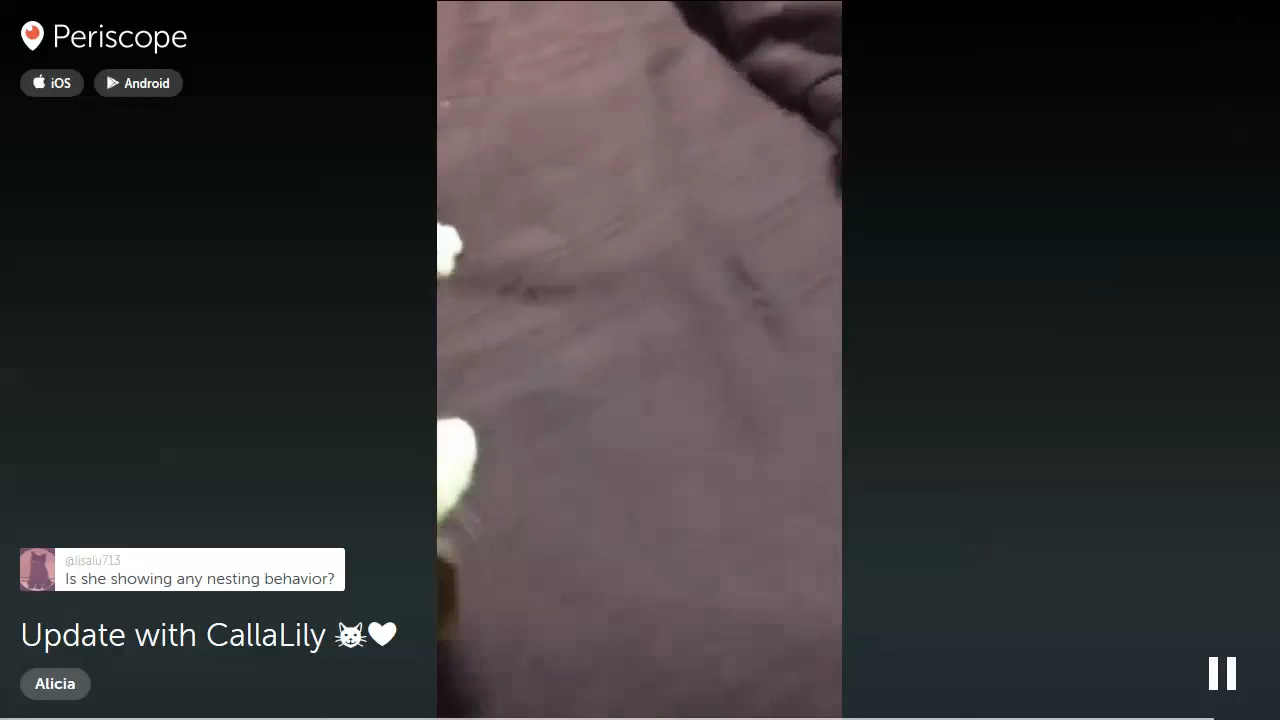 Periscope
iOS
Android
@lisalu713
Is she showing any nesting behavior?
Update with CallaLily 🐱❤
Alicia